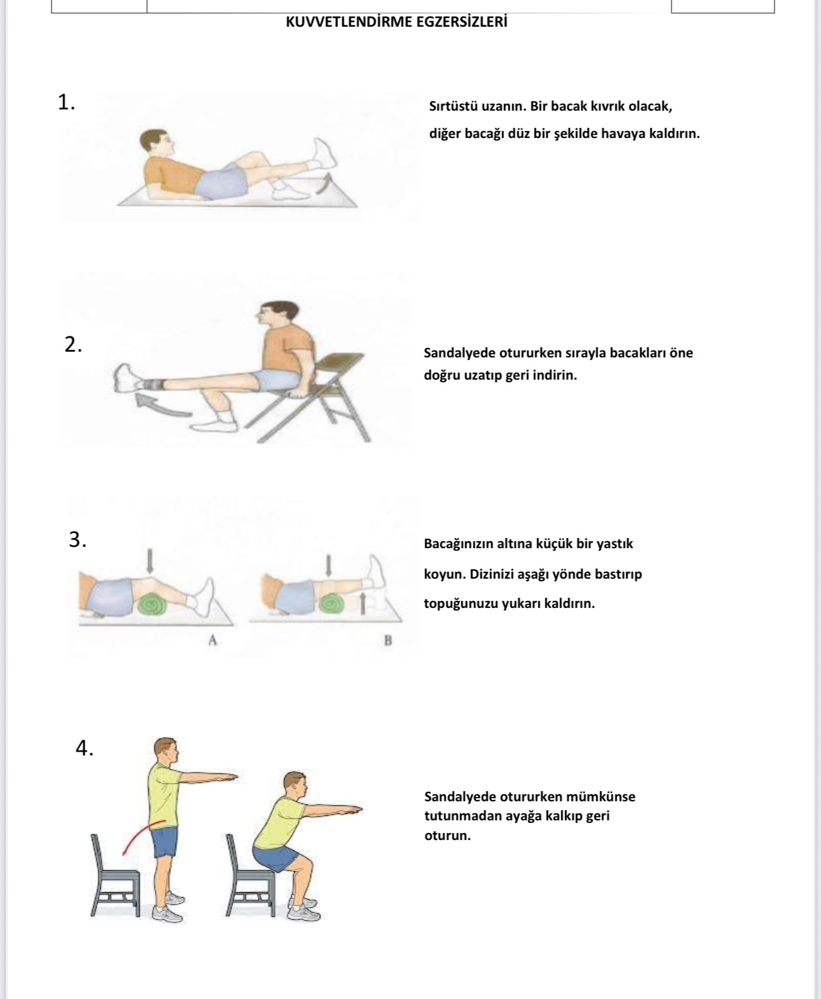 KUVVETLENDİRME EGZERSİZLERİ
1.
Sırtüstü uzanın. Bir bacak kıvrık olacak,
diğer bacağı düz bir şekilde havaya kaldırın.
2.
Sandalyede otururken sırayla bacakları öne
doğru uzatıp geri indirin.
3.
Bacağınızın altına küçük bir yastık
koyun. Dizinizi aşağı yönde bastırıp
topuğunuzu yukarı kaldırın.
A
B
4.
Sandalyede otururken mümkünse
tutunmadan ayağa kalkıp geri
oturun.